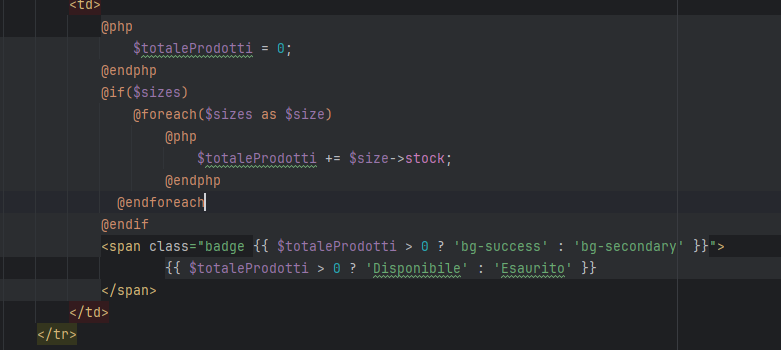 <td>
@php
$totaleProdotti = 0;
@endphp
@if($sizes)
@foreach($sizes as $size)
@php
$totaleProdotti += $size->stock;
@endphp
@endforeach
@endif
<span class="badge {{ $totaleProdotti > 0 ? 'bg-success' : 'bg-secondary' }}">
{{ $totaleProdotti > 0 ? 'Disponibile' : 'Esaurito' }}
</span>
</td>
</tr>